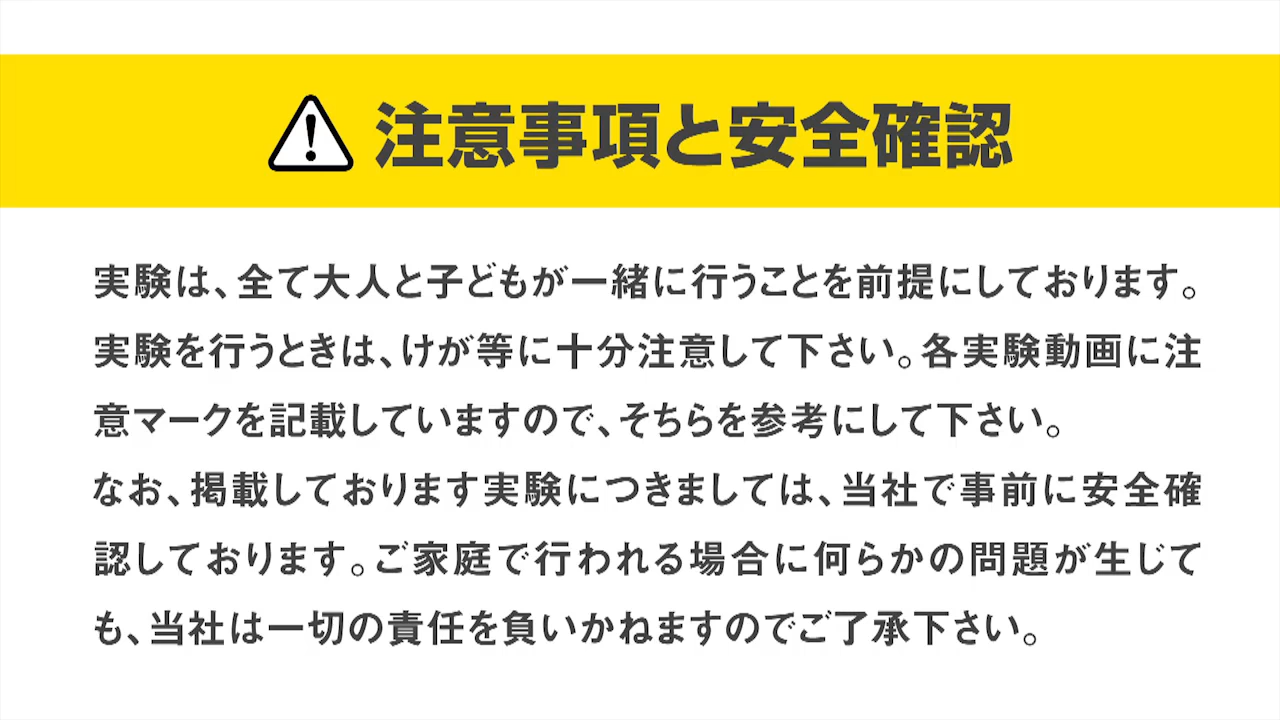 注意事項と安全確認
実験は、全て大人と子どもが一緒に行うことを前提にしております。
実験を行うときは、けが等に十分注意して下さい。各実験動画に注
意マークを記載していますので、そちらを参考にして下さい。
なお、掲載しております実験につきましては、当社で事前に安全確
認しております。ご家庭で行われる場合に何らかの問題が生じて
も、当社は一切の責任を負いかねますのでご了承下さい。